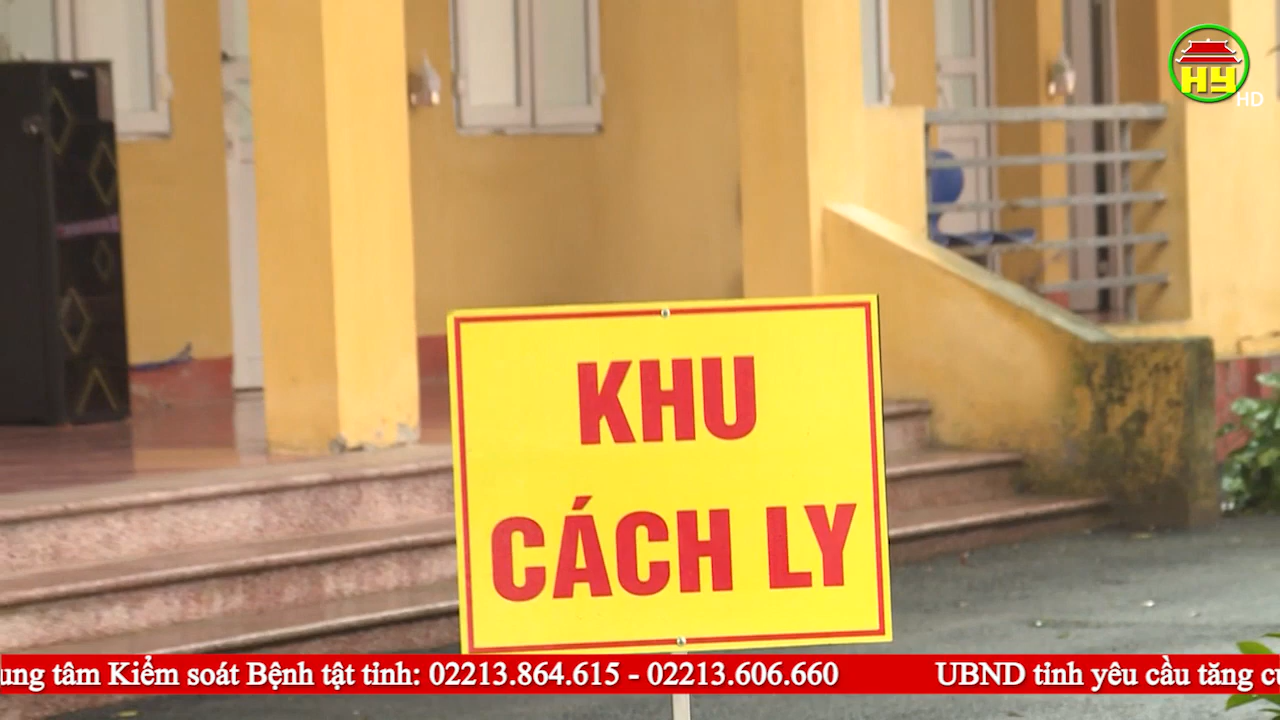 HY
HD
KHU
CÁCH LY
ung tâm Kiểm soát Bệnh tật tỉnh: 02213.864.615 - 02213.606.660 UBND tỉnh yêu cầu tăng cư